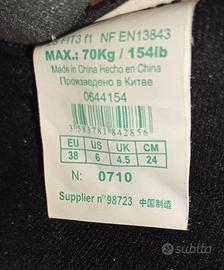 FIT3 f1 NF EN13843
MAX.: 70Kg / 154lb
Made in China Hecho en China
Произведено в Китае
0644154
3 583781 842856
EU US UK CM
38 6 4.5 24
N: 0710
Supplier n°98723 中国制造
subito